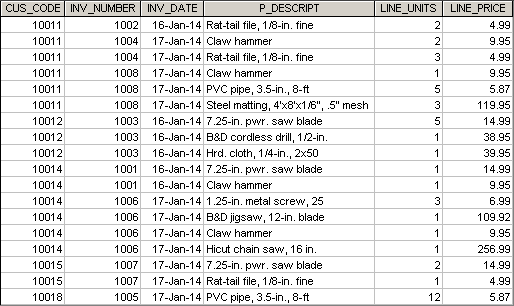 CUS_CODE INV_NUMBER INV_DATE P_DESCRIPT LINE_UNITS LINE_PRICE
10011 1002 16-Jan-14 Rat-tail file, 1/8-in. fine 2 4.99
10011 1004 17-Jan-14 Claw hammer 2 9.95
10011 1004 17-Jan-14 Rat-tail file, 1/8-in. fine 3 4.99
10011 1008 17-Jan-14 Claw hammer 1 9.95
10011 1008 17-Jan-14 PVC pipe, 3.5-in., 8-ft 5 5.87
10011 1008 17-Jan-14 Steel matting, 4'x8'x1/6", .5" mesh 3 119.95
10012 1003 16-Jan-14 7.25-in. pwr. saw blade 5 14.99
10012 1003 16-Jan-14 B&D cordless drill, 1/2-in. 1 38.95
10012 1003 16-Jan-14 Hrd. cloth, 1/4-in., 2x50 1 39.95
10014 1001 16-Jan-14 7.25-in. pwr. saw blade 1 14.99
10014 1001 16-Jan-14 Claw hammer 1 9.95
10014 1006 17-Jan-14 1.25-in. metal screw, 25 3 6.99
10014 1006 17-Jan-14 B&D jigsaw, 12-in. blade 1 109.92
10014 1006 17-Jan-14 Claw hammer 1 9.95
10014 1006 17-Jan-14 Hicut chain saw, 16 in. 1 256.99
10015 1007 17-Jan-14 7.25-in. pwr. saw blade 2 14.99
10015 1007 17-Jan-14 Rat-tail file, 1/8-in. fine 1 4.99
10018 1005 17-Jan-14 PVC pipe, 3.5-in., 8-ft 12 5.87